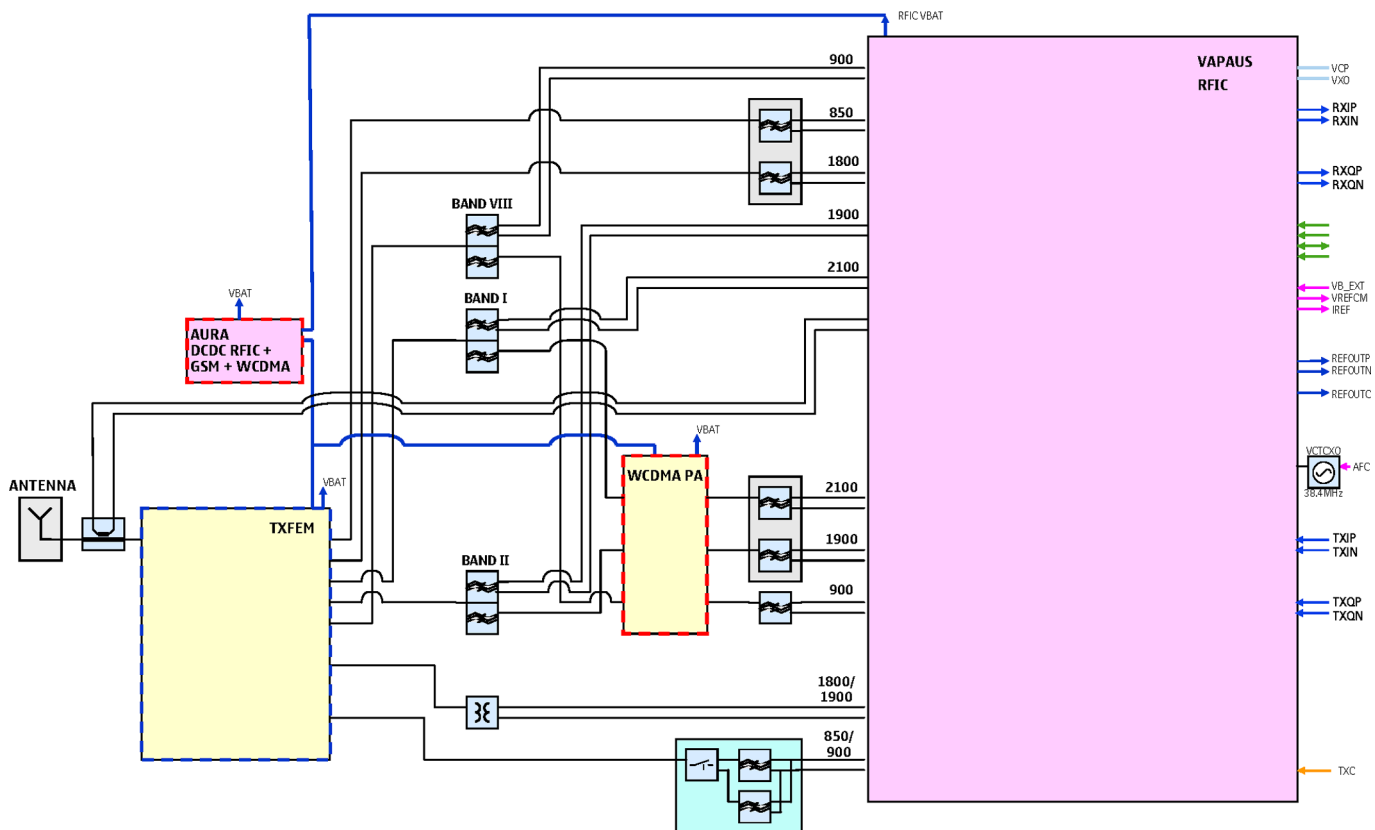 RFIC VBAT
900
VAPAUS
RFIC
VCP
VXO
850
RXIP
RXIN
1800
RXQP
RXQN
BAND VIII
1900
2100
VBAT
BAND I
VB_EXT
VREFCM
IREF
AURA
DCDC RFIC +
GSM + WCDMA
REFOUTP
REFOUTN
REFOUTC
VBAT
VCTCXO
AFC
38.4MHz
WCDMA PA
ANTENNA
VBAT
2100
TXFEM
1900
TXIP
TXIN
BAND II
900
TXQP
TXQN
1800/
1900
850/
900
TXC